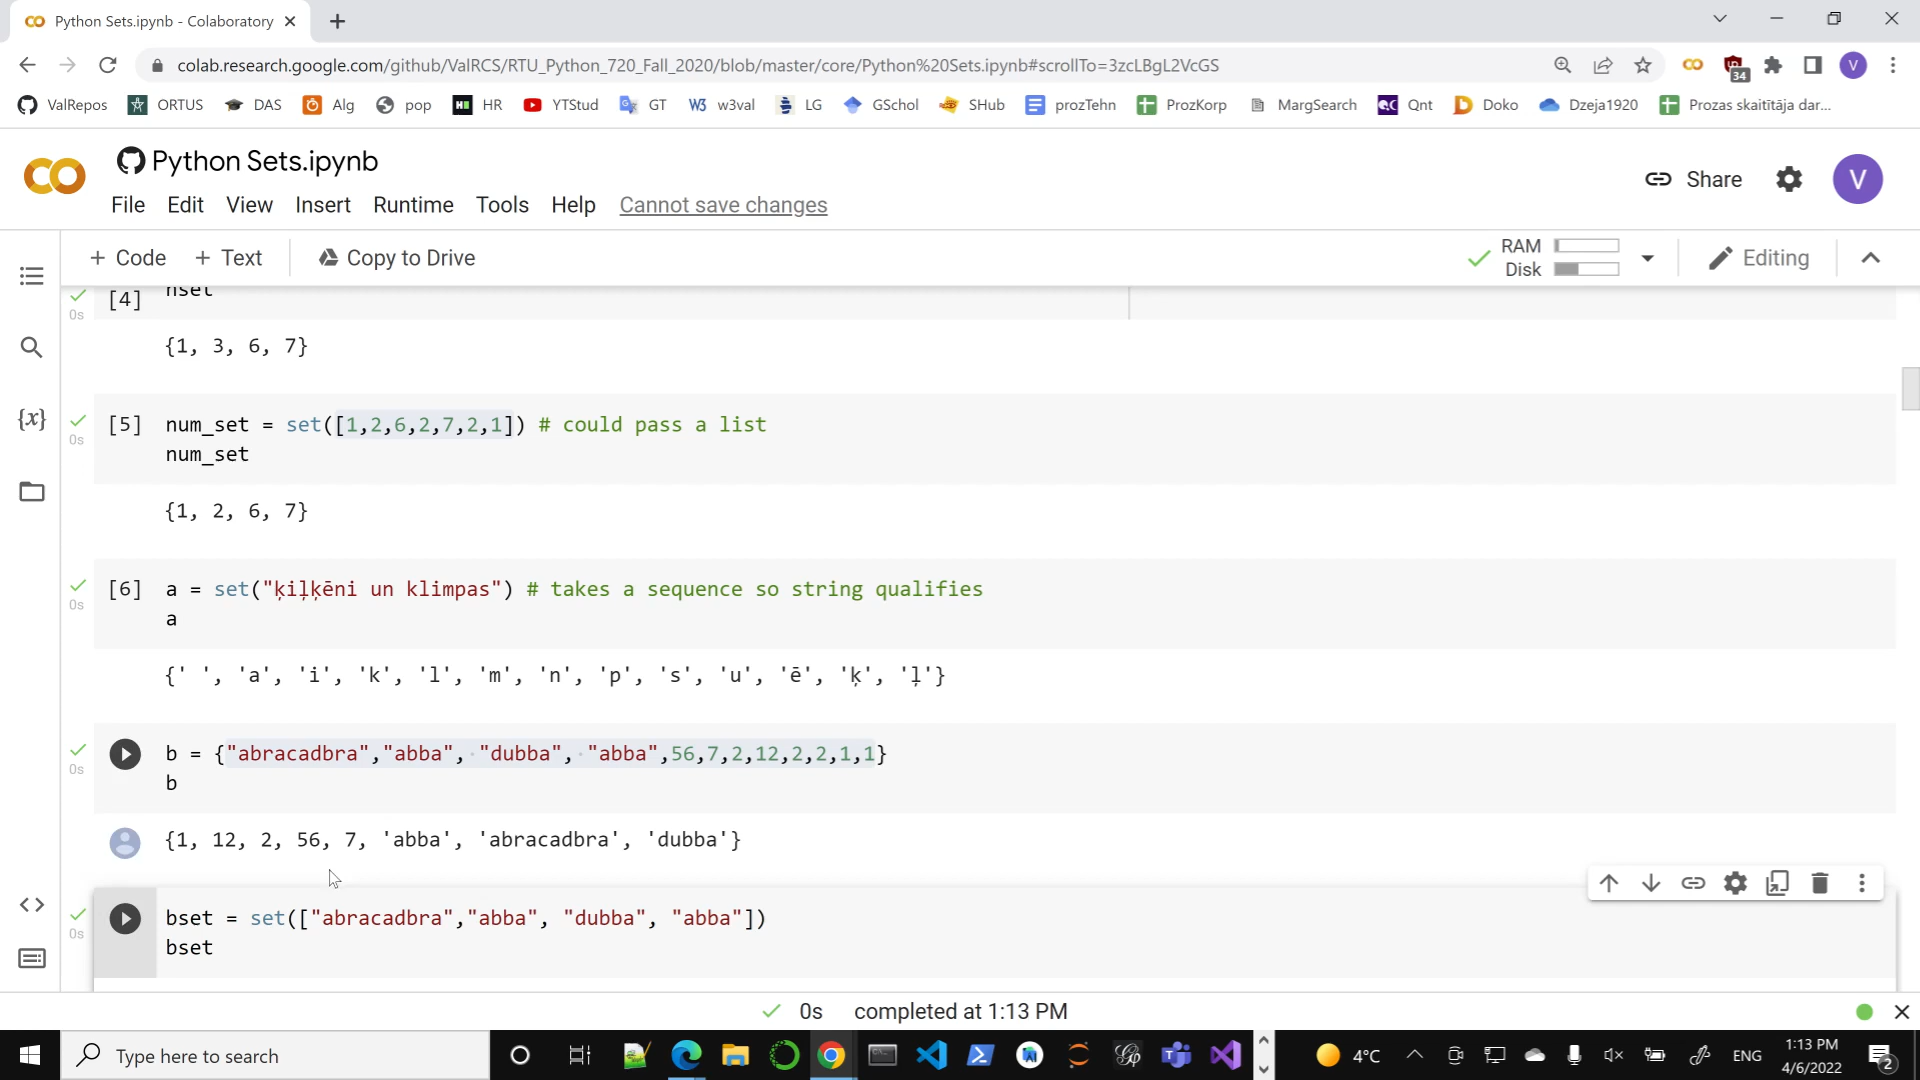 Python Sets.ipynb - Colaboratory
colab.research.google.com/github/ValRCS/RTU_Python_720_Fall_2020/blob/master/core/Python%20Sets.ipynb#scrollTo=3zcLBgL2VcGS
34
V
ValRepos ORTUS DAS Alg pop HR YTStud GT w3val LG GSchol SHub prozTehn ProzKorp MargSearch Qnt Doko Dzeja1920 Prozas skaitītāja dar...
Python Sets.ipynb
File Edit View Insert Runtime Tools Help Cannot save changes
Share
V
+ Code + Text Copy to Drive
RAM
Disk
Editing
[4] nset
0s
{1, 3, 6, 7}
[5] num_set = set([1,2,6,2,7,2,1]) # could pass a list
0s
num_set
{1, 2, 6, 7}
[6] a = set("ķiļķēni un klimpas") # takes a sequence so string qualifies
0s
a
{' ', 'a', 'i', 'k', 'l', 'm', 'n', 'p', 's', 'u', 'ē', 'ķ', 'ļ'}
b = {"abracadbra","abba", "dubba", "abba",56,7,2,12,2,2,1,1}
0s
b
{1, 12, 2, 56, 7, 'abba', 'abracadbra', 'dubba'}
bset = set(["abracadbra","abba", "dubba", "abba"])
0s
bset
0s completed at 1:13 PM
Type here to search
4°C
ENG
1:13 PM
4/6/2022
2